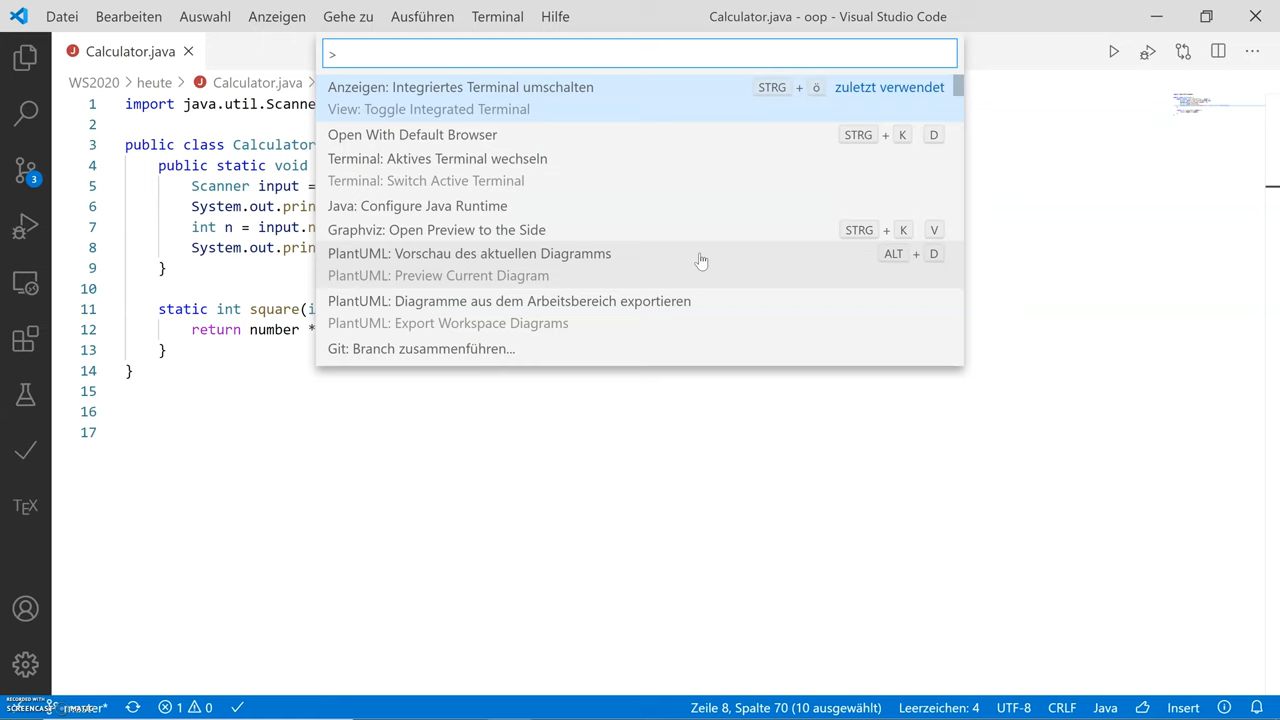 Datei Bearbeiten Auswahl Anzeigen Gehe zu Ausführen Terminal Hilfe Calculator.java - oop - Visual Studio Code
Calculator.java
>
WS2020 > heute > Calculator.java >
Anzeigen: Integriertes Terminal umschalten STRG + ö zuletzt verwendet
View: Toggle Integrated Terminal
Open With Default Browser STRG + K D
Terminal: Aktives Terminal wechseln
Terminal: Switch Active Terminal
Java: Configure Java Runtime
Graphviz: Open Preview to the Side STRG + K V
PlantUML: Vorschau des aktuellen Diagramms ALT + D
PlantUML: Preview Current Diagram
PlantUML: Diagramme aus dem Arbeitsbereich exportieren
PlantUML: Export Workspace Diagrams
Git: Branch zusammenführen...
1 import java.util.Scanne
2
3 public class Calculator
4 public static void
5 Scanner input =
6 System.out.prin
7 int n = input.n
8 System.out.prin
9 }
10
11 static int square(i
12 return number *
13 }
14 }
15
16
17
3
TEX
RECORDED WITH
SCREENCAST
master* 1 0 Zeile 8, Spalte 70 (10 ausgewählt) Leerzeichen: 4 UTF-8 CRLF Java Insert